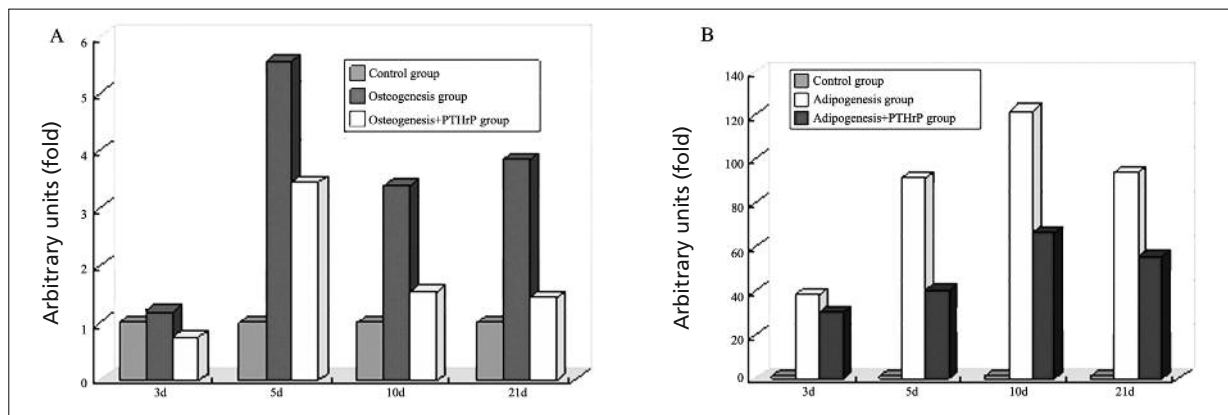 A
Arbitrary units (fold)
6
5
4
3
2
1
0
Control group
Osteogenesis group
Osteogenesis+PTHrP group
3d
5d
10d
21d
B
Arbitrary units (fold)
140
120
100
80
60
40
20
0
Control group
Adipogenesis group
Adipogenesis+PTHrP group
3d
5d
10d
21d